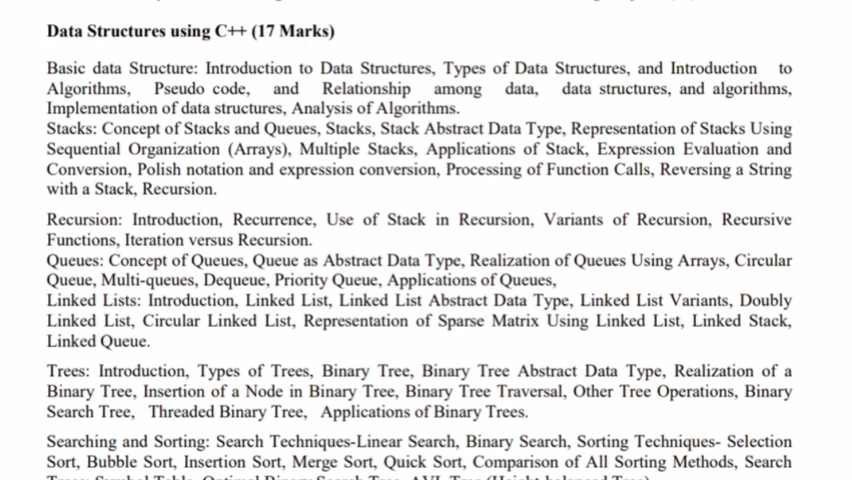 Data Structures using C++ (17 Marks)
Basic data Structure: Introduction to Data Structures, Types of Data Structures, and Introduction to
Algorithms, Pseudo code, and Relationship among data, data structures, and algorithms,
Implementation of data structures, Analysis of Algorithms.
Stacks: Concept of Stacks and Queues, Stacks, Stack Abstract Data Type, Representation of Stacks Using
Sequential Organization (Arrays), Multiple Stacks, Applications of Stack, Expression Evaluation and
Conversion, Polish notation and expression conversion, Processing of Function Calls, Reversing a String
with a Stack, Recursion.
Recursion: Introduction, Recurrence, Use of Stack in Recursion, Variants of Recursion, Recursive
Functions, Iteration versus Recursion.
Queues: Concept of Queues, Queue as Abstract Data Type, Realization of Queues Using Arrays, Circular
Queue, Multi-queues, Dequeue, Priority Queue, Applications of Queues,
Linked Lists: Introduction, Linked List, Linked List Abstract Data Type, Linked List Variants, Doubly
Linked List, Circular Linked List, Representation of Sparse Matrix Using Linked List, Linked Stack,
Linked Queue.
Trees: Introduction, Types of Trees, Binary Tree, Binary Tree Abstract Data Type, Realization of a
Binary Tree, Insertion of a Node in Binary Tree, Binary Tree Traversal, Other Tree Operations, Binary
Search Tree, Threaded Binary Tree, Applications of Binary Trees.
Searching and Sorting: Search Techniques-Linear Search, Binary Search, Sorting Techniques- Selection
Sort, Bubble Sort, Insertion Sort, Merge Sort, Quick Sort, Comparison of All Sorting Methods, Search